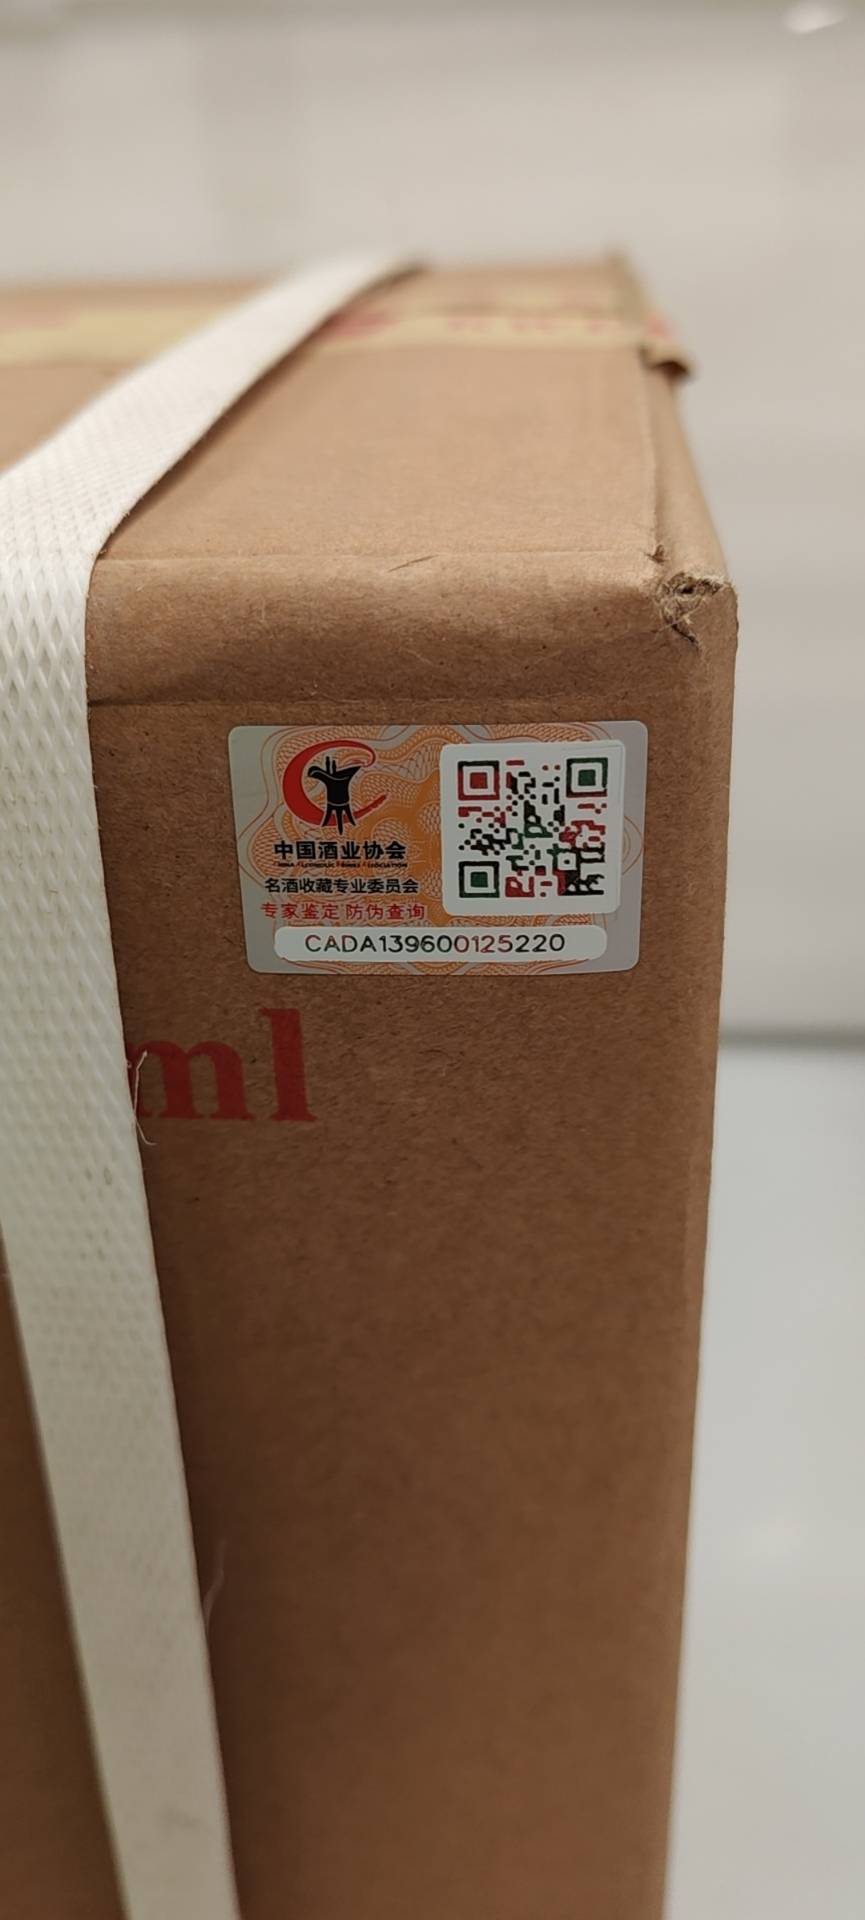 中国酒业协会
名酒收藏专业委员会
专家鉴定 防伪查询
CADA139600125220
ml